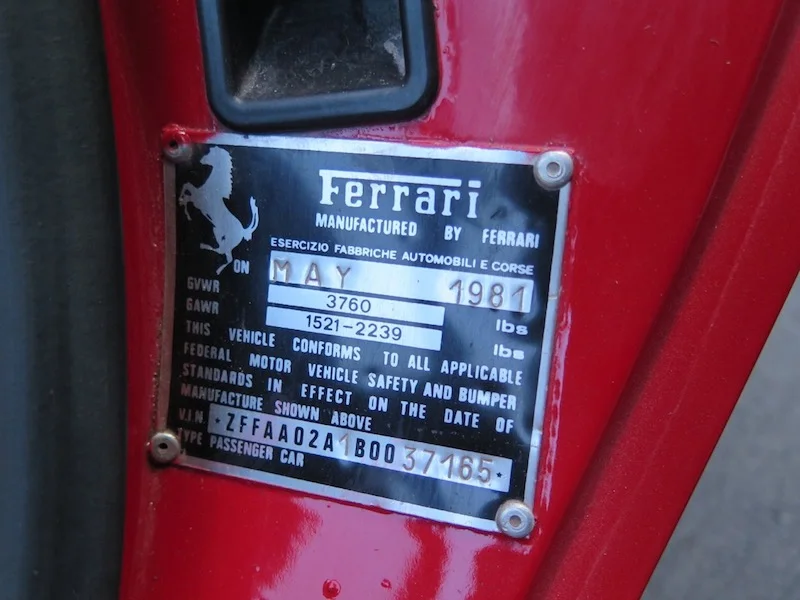 Ferrari
MANUFACTURED BY FERRARI
ESERCIZIO FABBRICHE AUTOMOBILI E CORSE
ON MAY 1981
GVWR 3760 lbs
GAWR 1521-2239 lbs
THIS VEHICLE CONFORMS TO ALL APPLICABLE
FEDERAL MOTOR VEHICLE SAFETY AND BUMPER
STANDARDS IN EFFECT ON THE DATE OF
MANUFACTURE SHOWN ABOVE
V.I.N. *ZFFAA02A1B0037165*
TYPE PASSENGER CAR